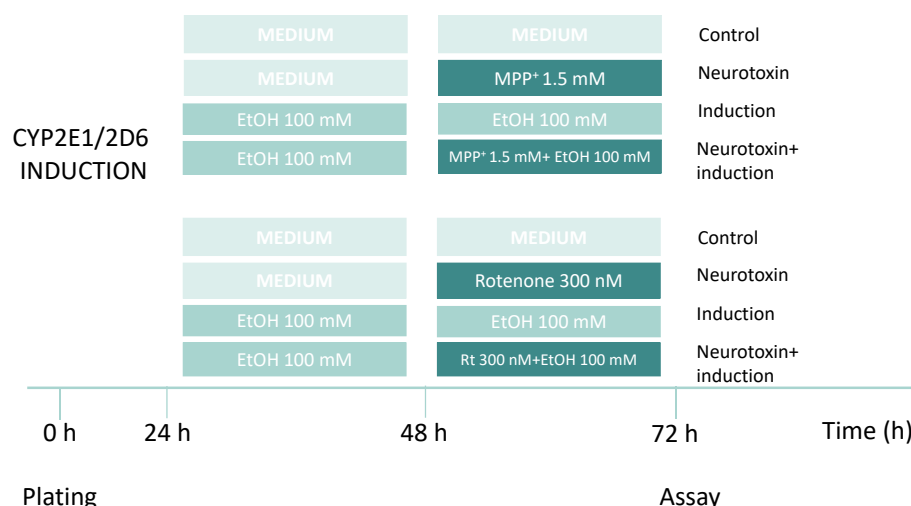 MEDIUM MEDIUM Control
MEDIUM MPP⁺ 1.5 mM Neurotoxin
EtOH 100 mM EtOH 100 mM Induction
EtOH 100 mM MPP⁺ 1.5 mM+ EtOH 100 mM Neurotoxin+
induction
CYP2E1/2D6
INDUCTION
MEDIUM MEDIUM Control
MEDIUM Rotenone 300 nM Neurotoxin
EtOH 100 mM EtOH 100 mM Induction
EtOH 100 mM Rt 300 nM+EtOH 100 mM Neurotoxin+
induction
0 h 24 h 48 h 72 h Time (h)
Plating Assay